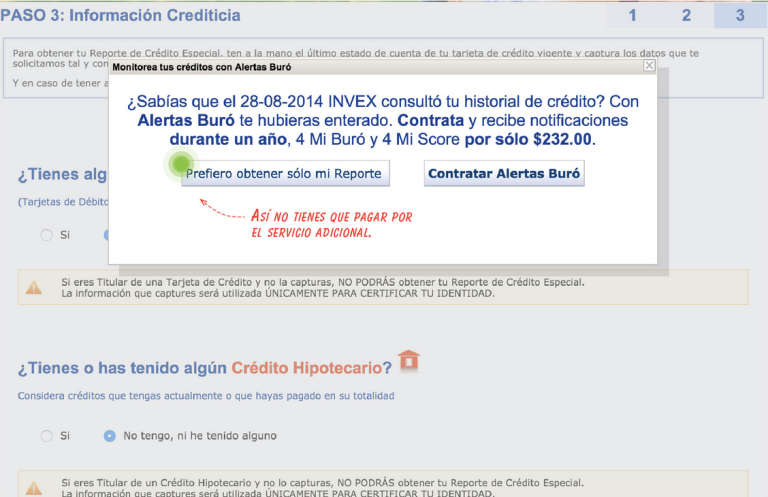 PASO 3: Información Crediticia
1 2 3
Para obtener tu Reporte de Crédito Especial, ten a la mano el último estado de cuenta de tu tarjeta de crédito vigente y captura los datos que te
solicitamos tal y con
Y en caso de tener a
Monitorea tus créditos con Alertas Buró
¿Sabías que el 28-08-2014 INVEX consultó tu historial de crédito? Con
Alertas Buró te hubieras enterado. Contrata y recibe notificaciones
durante un año, 4 Mi Buró y 4 Mi Score por sólo $232.00.
Prefiero obtener sólo mi Reporte
Contratar Alertas Buró
ASÍ NO TIENES QUE PAGAR POR
EL SERVICIO ADICIONAL.
¿Tienes alg
(Tarjetas de Débito
Si
Si eres Titular de una Tarjeta de Crédito y no la capturas, NO PODRÁS obtener tu Reporte de Crédito Especial.
La información que captures será utilizada ÚNICAMENTE PARA CERTIFICAR TU IDENTIDAD.
¿Tienes o has tenido algún Crédito Hipotecario?
Considera créditos que tengas actualmente o que hayas pagado en su totalidad
Si No tengo, ni he tenido alguno
Si eres Titular de un Crédito Hipotecario y no lo capturas, NO PODRÁS obtener tu Reporte de Crédito Especial.
La información que captures será utilizada ÚNICAMENTE PARA CERTIFICAR TU IDENTIDAD.